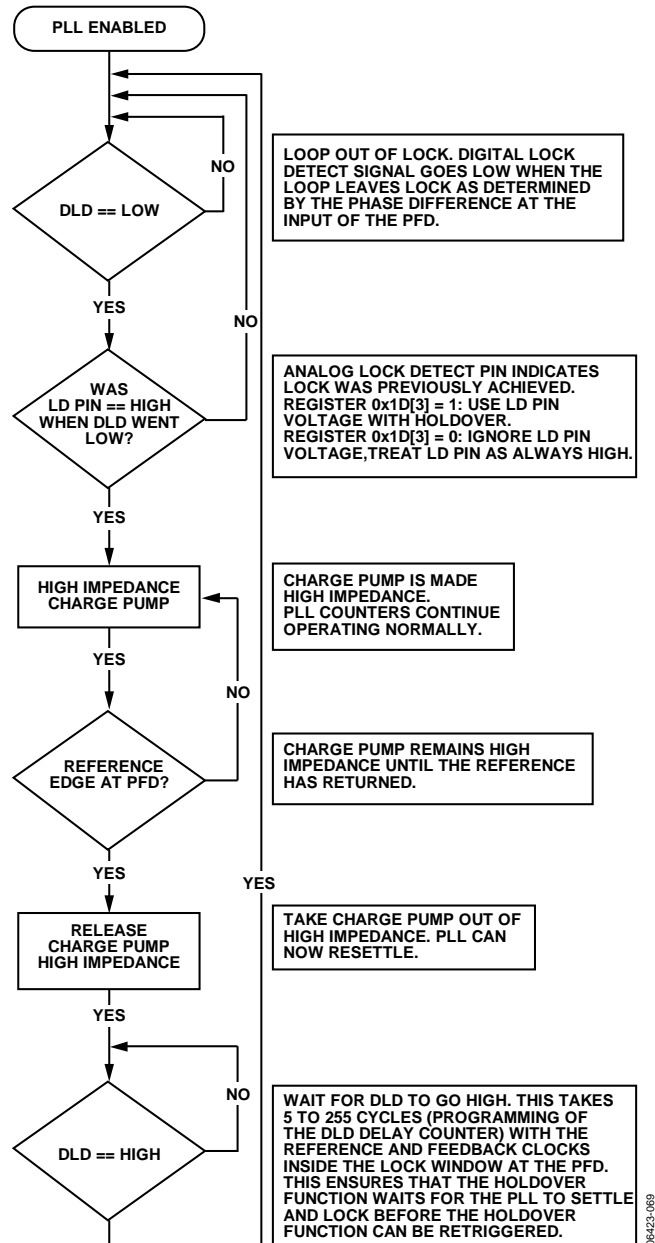 PLL ENABLED
NO
DLD == LOW
LOOP OUT OF LOCK. DIGITAL LOCK
DETECT SIGNAL GOES LOW WHEN THE
LOOP LEAVES LOCK AS DETERMINED
BY THE PHASE DIFFERENCE AT THE
INPUT OF THE PFD.
YES
NO
WAS
LD PIN == HIGH
WHEN DLD WENT
LOW?
ANALOG LOCK DETECT PIN INDICATES
LOCK WAS PREVIOUSLY ACHIEVED.
REGISTER 0x1D[3] = 1: USE LD PIN
VOLTAGE WITH HOLDOVER.
REGISTER 0x1D[3] = 0: IGNORE LD PIN
VOLTAGE,TREAT LD PIN AS ALWAYS HIGH.
YES
HIGH IMPEDANCE
CHARGE PUMP
CHARGE PUMP IS MADE
HIGH IMPEDANCE.
PLL COUNTERS CONTINUE
OPERATING NORMALLY.
YES
NO
REFERENCE
EDGE AT PFD?
CHARGE PUMP REMAINS HIGH
IMPEDANCE UNTIL THE REFERENCE
HAS RETURNED.
YES
YES
RELEASE
CHARGE PUMP
HIGH IMPEDANCE
TAKE CHARGE PUMP OUT OF
HIGH IMPEDANCE. PLL CAN
NOW RESETTLE.
YES
NO
DLD == HIGH
WAIT FOR DLD TO GO HIGH. THIS TAKES
5 TO 255 CYCLES (PROGRAMMING OF
THE DLD DELAY COUNTER) WITH THE
REFERENCE AND FEEDBACK CLOCKS
INSIDE THE LOCK WINDOW AT THE PFD.
THIS ENSURES THAT THE HOLDOVER
FUNCTION WAITS FOR THE PLL TO SETTLE
AND LOCK BEFORE THE HOLDOVER
FUNCTION CAN BE RETRIGGERED.
06423-069